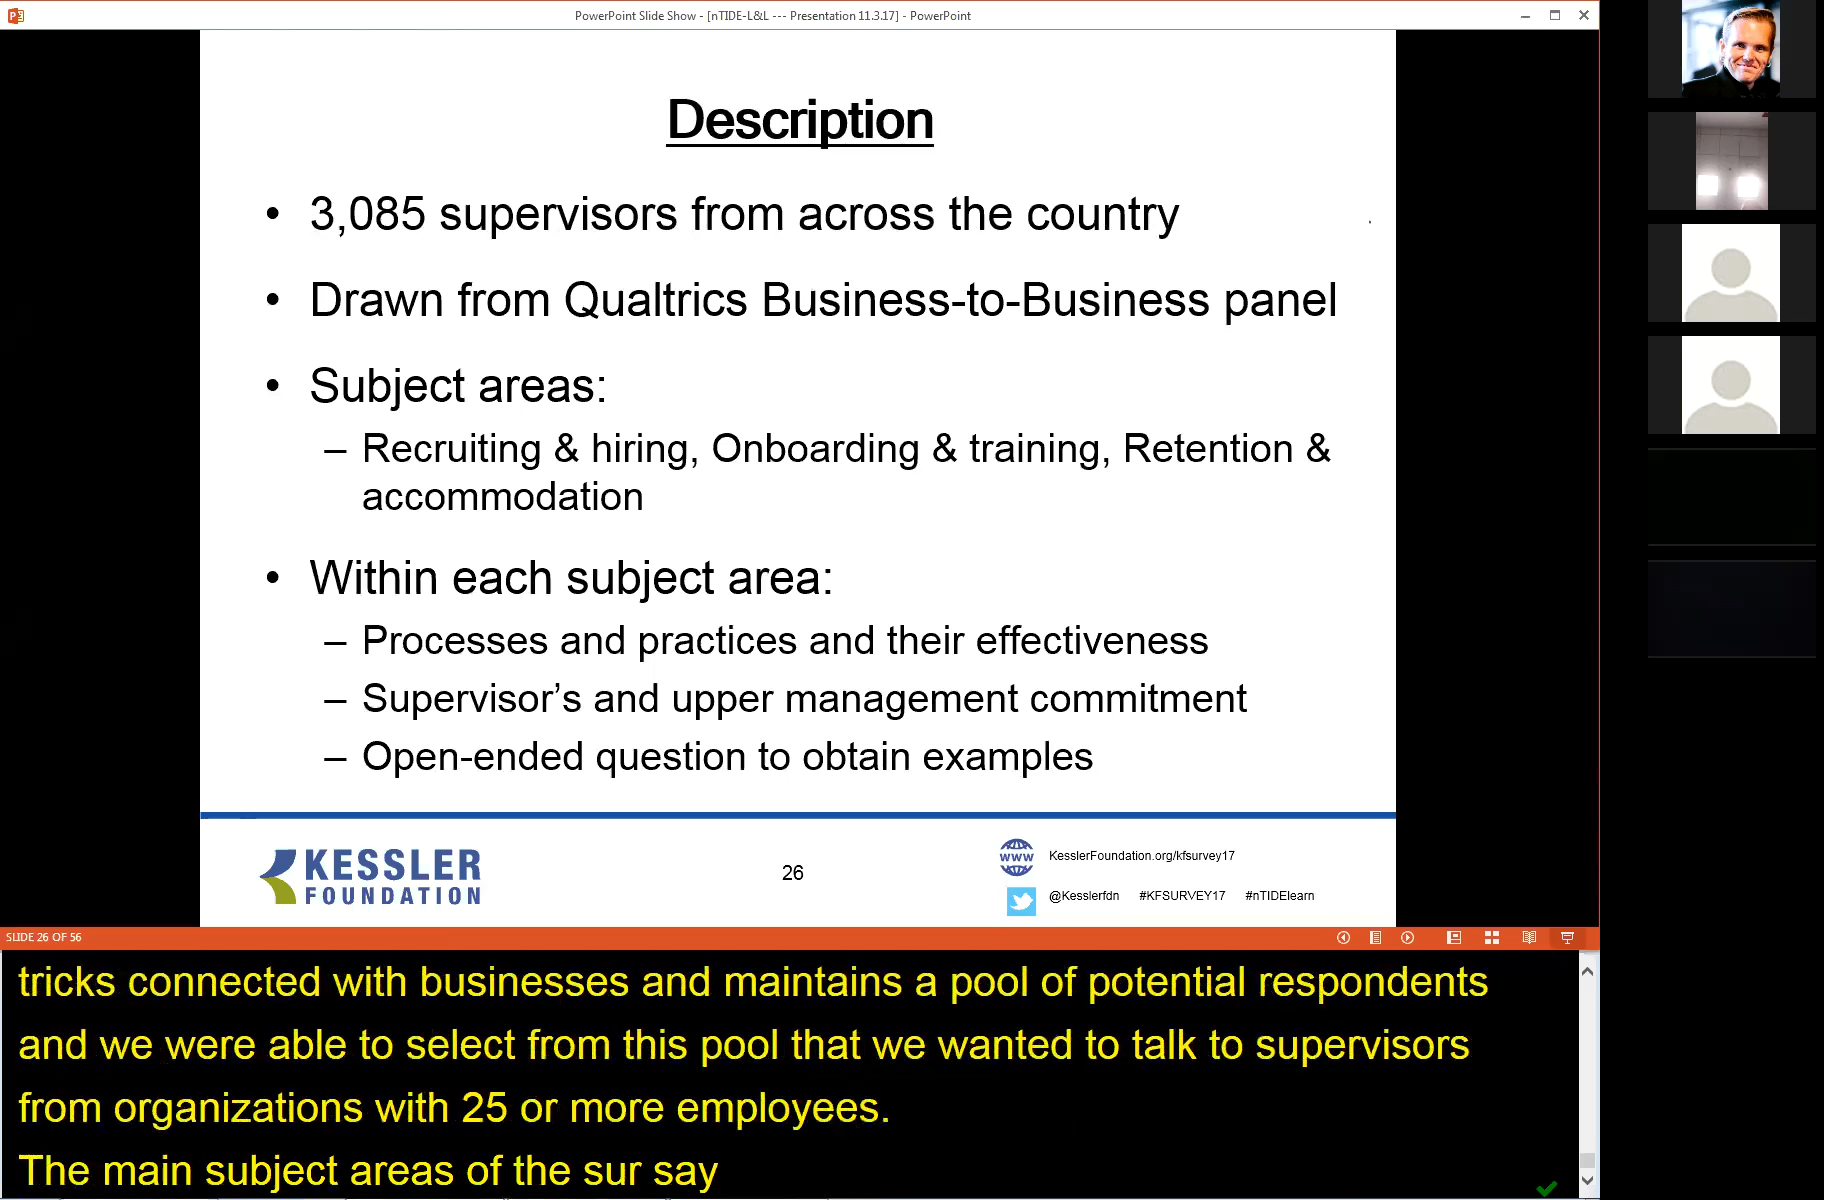 PowerPoint Slide Show - [nTIDE-L&L --- Presentation 11.3.17] - PowerPoint
Description
• 3,085 supervisors from across the country
• Drawn from Qualtrics Business-to-Business panel
• Subject areas:
– Recruiting & hiring, Onboarding & training, Retention &
accommodation
• Within each subject area:
– Processes and practices and their effectiveness
– Supervisor’s and upper management commitment
– Open-ended question to obtain examples
KESSLER
FOUNDATION
26
www KesslerFoundation.org/kfsurvey17
@Kesslerfdn #KFSURVEY17 #nTIDElearn
SLIDE 26 OF 56
tricks connected with businesses and maintains a pool of potential respondents
and we were able to select from this pool that we wanted to talk to supervisors
from organizations with 25 or more employees.
The main subject areas of the sur say